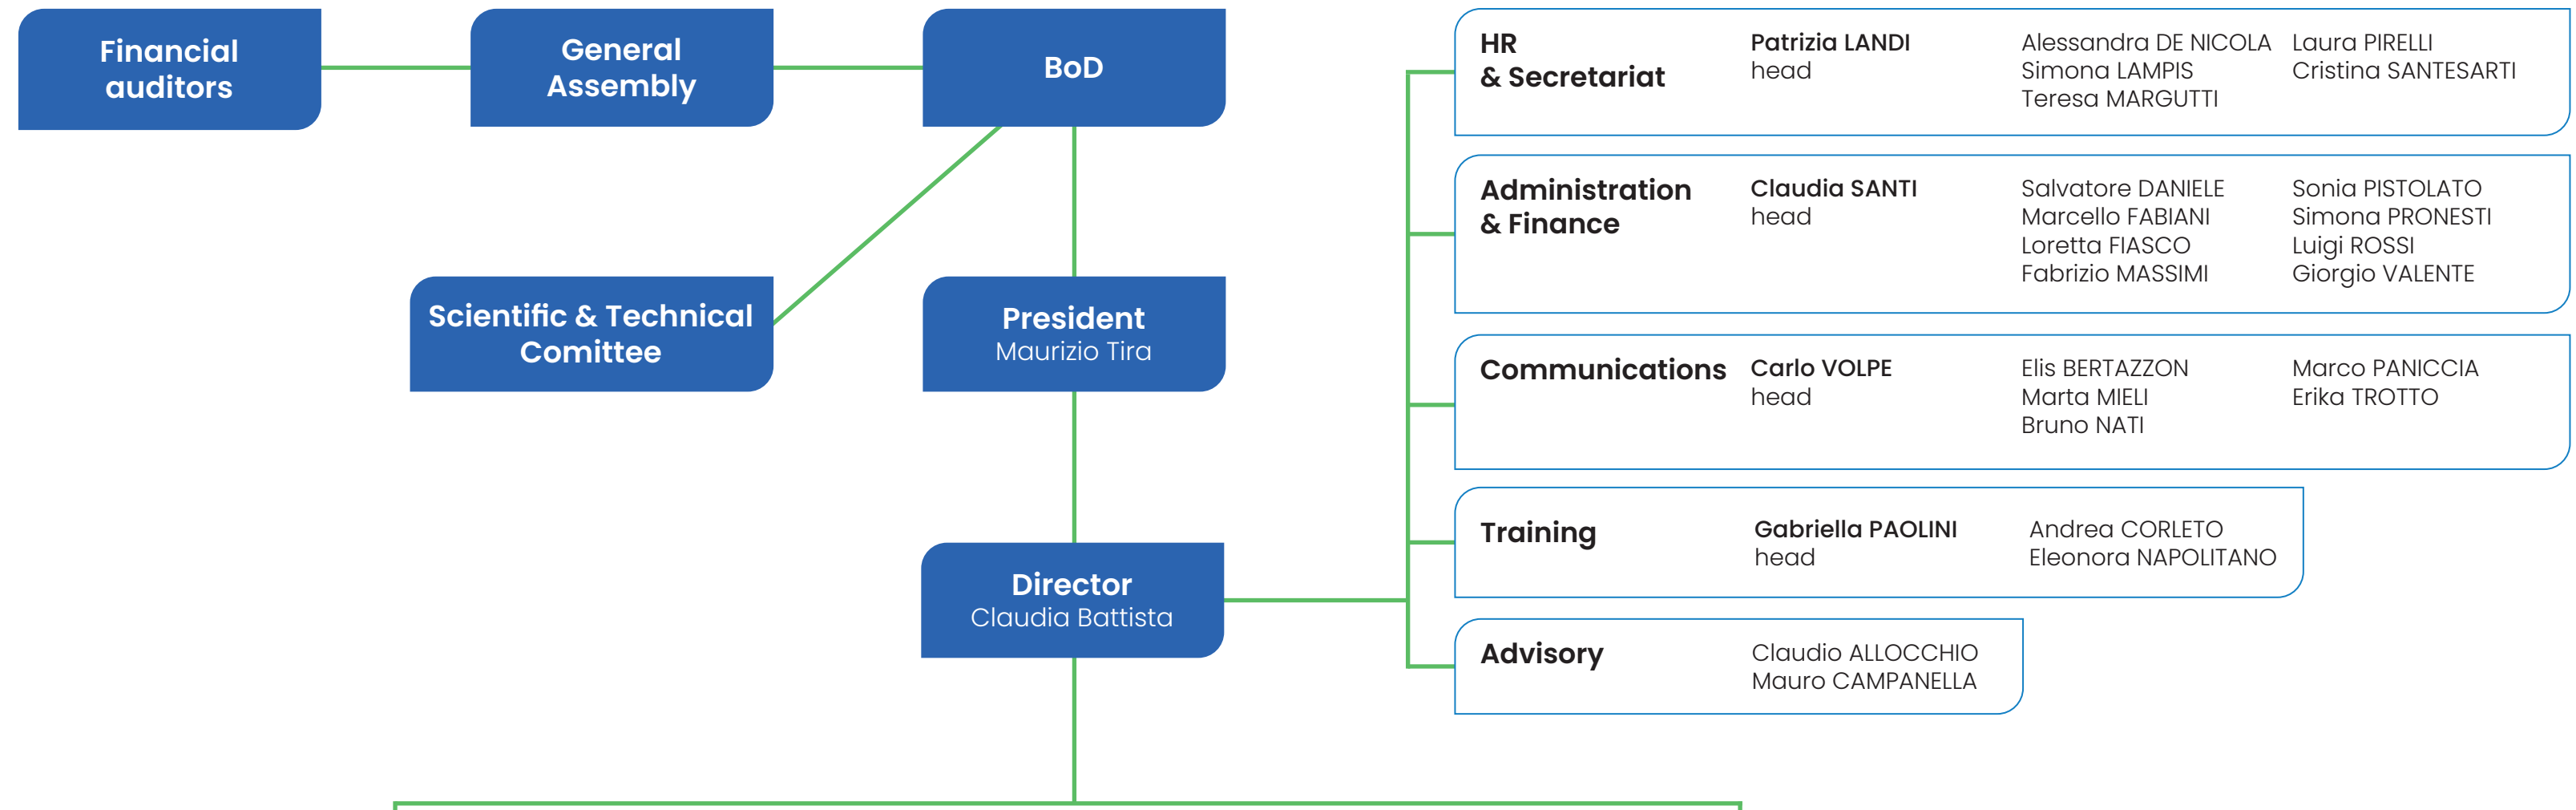 Financial
auditors
General
Assembly
BoD
Scientific & Technical
Comittee
President
Maurizio Tira
Director
Claudia Battista
HR
& Secretariat
Patrizia LANDI
head
Alessandra DE NICOLA
Simona LAMPIS
Teresa MARGUTTI
Laura PIRELLI
Cristina SANTESARTI
Administration
& Finance
Claudia SANTI
head
Salvatore DANIELE
Marcello FABIANI
Loretta FIASCO
Fabrizio MASSIMI
Sonia PISTOLATO
Simona PRONESTI
Luigi ROSSI
Giorgio VALENTE
Communications
Carlo VOLPE
head
Elis BERTAZZON
Marta MIELI
Bruno NATI
Marco PANICCIA
Erika TROTTO
Training
Gabriella PAOLINI
head
Andrea CORLETO
Eleonora NAPOLITANO
Advisory
Claudio ALLOCCHIO
Mauro CAMPANELLA